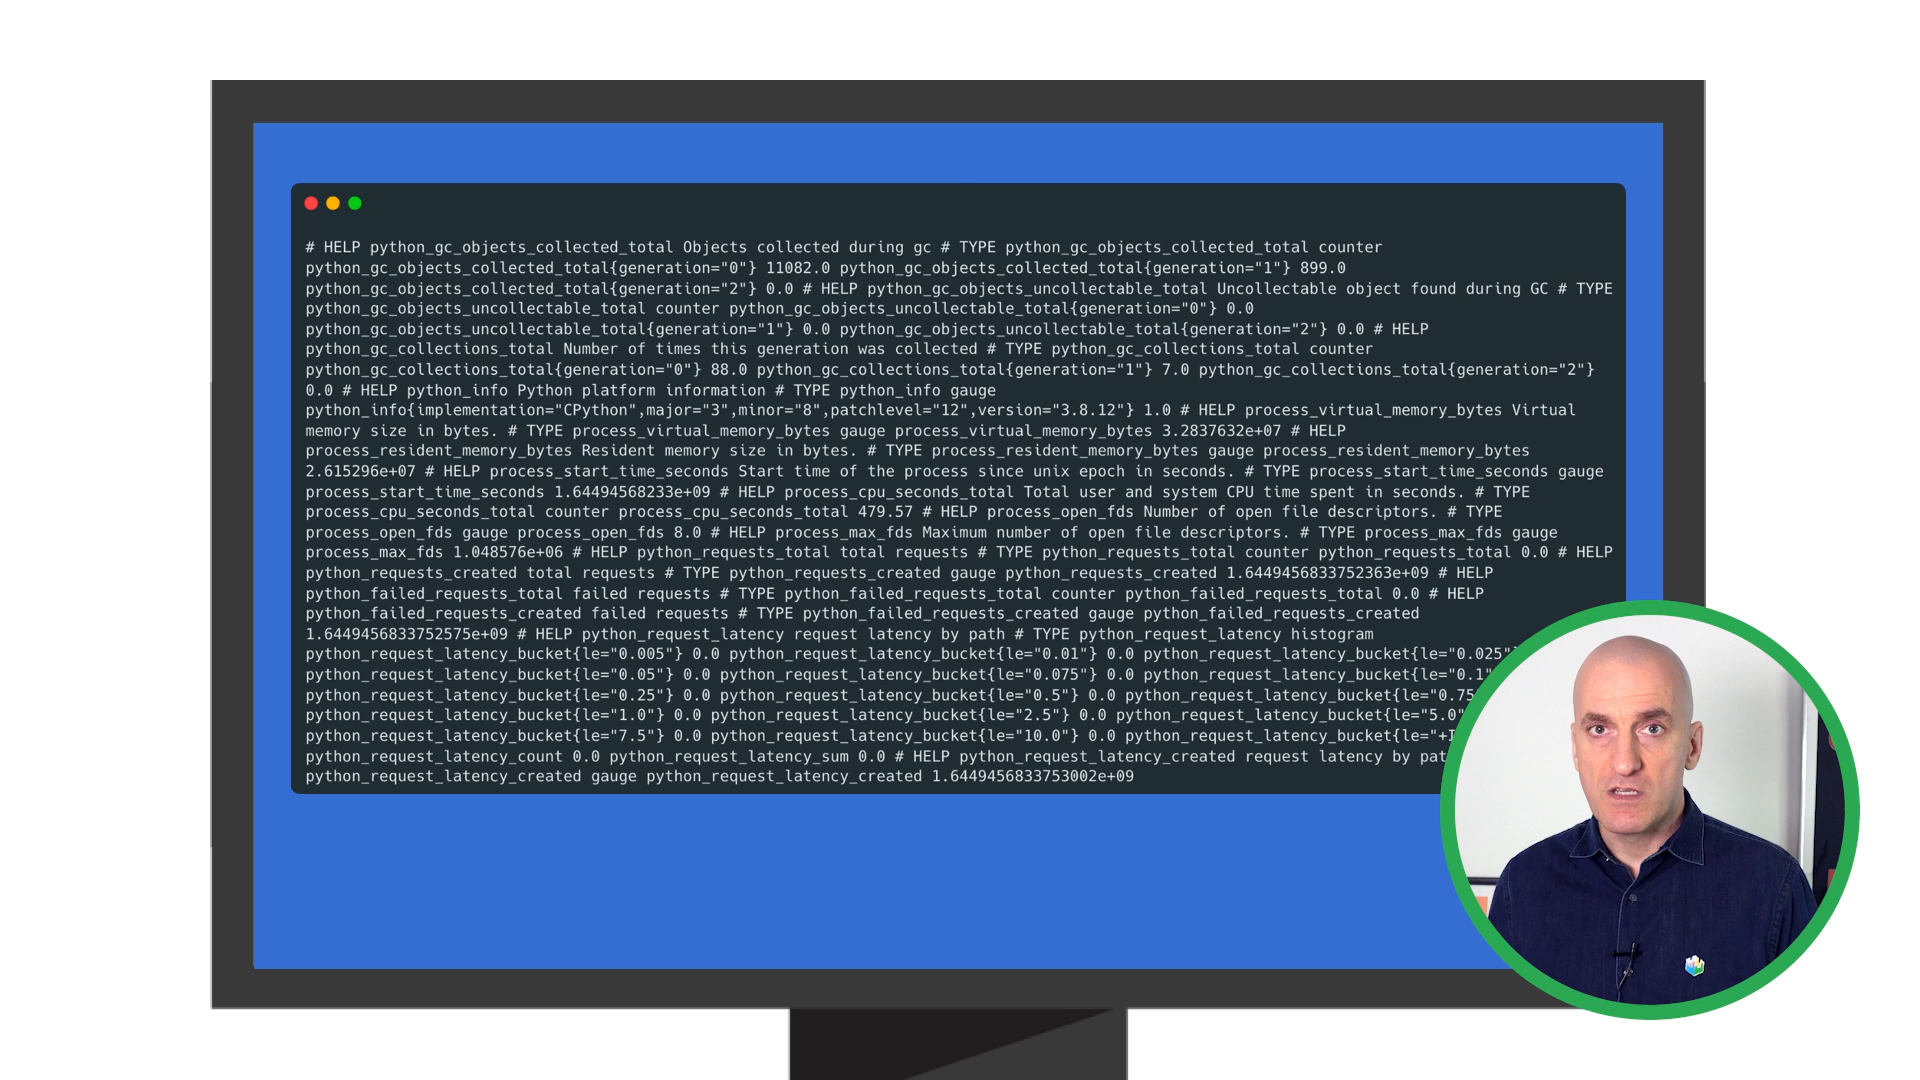 # HELP python_gc_objects_collected_total Objects collected during gc # TYPE python_gc_objects_collected_total counter
python_gc_objects_collected_total{generation="0"} 11082.0 python_gc_objects_collected_total{generation="1"} 899.0
python_gc_objects_collected_total{generation="2"} 0.0 # HELP python_gc_objects_uncollectable_total Uncollectable object found during GC # TYPE
python_gc_objects_uncollectable_total counter python_gc_objects_uncollectable_total{generation="0"} 0.0
python_gc_objects_uncollectable_total{generation="1"} 0.0 python_gc_objects_uncollectable_total{generation="2"} 0.0 # HELP
python_gc_collections_total Number of times this generation was collected # TYPE python_gc_collections_total counter
python_gc_collections_total{generation="0"} 88.0 python_gc_collections_total{generation="1"} 7.0 python_gc_collections_total{generation="2"}
0.0 # HELP python_info Python platform information # TYPE python_info gauge
python_info{implementation="CPython",major="3",minor="8",patchlevel="12",version="3.8.12"} 1.0 # HELP process_virtual_memory_bytes Virtual
memory size in bytes. # TYPE process_virtual_memory_bytes gauge process_virtual_memory_bytes 3.2837632e+07 # HELP
process_resident_memory_bytes Resident memory size in bytes. # TYPE process_resident_memory_bytes gauge process_resident_memory_bytes
2.615296e+07 # HELP process_start_time_seconds Start time of the process since unix epoch in seconds. # TYPE process_start_time_seconds gauge
process_start_time_seconds 1.64494568233e+09 # HELP process_cpu_seconds_total Total user and system CPU time spent in seconds. # TYPE
process_cpu_seconds_total counter process_cpu_seconds_total 479.57 # HELP process_open_fds Number of open file descriptors. # TYPE
process_open_fds gauge process_open_fds 8.0 # HELP process_max_fds Maximum number of open file descriptors. # TYPE process_max_fds gauge
process_max_fds 1.048576e+06 # HELP python_requests_total total requests # TYPE python_requests_total counter python_requests_total 0.0 # HELP
python_requests_created total requests # TYPE python_requests_created gauge python_requests_created 1.6449456833752363e+09 # HELP
python_failed_requests_total failed requests # TYPE python_failed_requests_total counter python_failed_requests_total 0.0 # HELP
python_failed_requests_created failed requests # TYPE python_failed_requests_created gauge python_failed_requests_created
1.6449456833752575e+09 # HELP python_request_latency request latency by path # TYPE python_request_latency histogram
python_request_latency_bucket{le="0.005"} 0.0 python_request_latency_bucket{le="0.01"} 0.0 python_request_latency_bucket{le="0.025"
python_request_latency_bucket{le="0.05"} 0.0 python_request_latency_bucket{le="0.075"} 0.0 python_request_latency_bucket{le="0.1"
python_request_latency_bucket{le="0.25"} 0.0 python_request_latency_bucket{le="0.5"} 0.0 python_request_latency_bucket{le="0.75
python_request_latency_bucket{le="1.0"} 0.0 python_request_latency_bucket{le="2.5"} 0.0 python_request_latency_bucket{le="5.0"
python_request_latency_bucket{le="7.5"} 0.0 python_request_latency_bucket{le="10.0"} 0.0 python_request_latency_bucket{le="+I
python_request_latency_count 0.0 python_request_latency_sum 0.0 # HELP python_request_latency_created request latency by pat
python_request_latency_created gauge python_request_latency_created 1.6449456833753002e+09